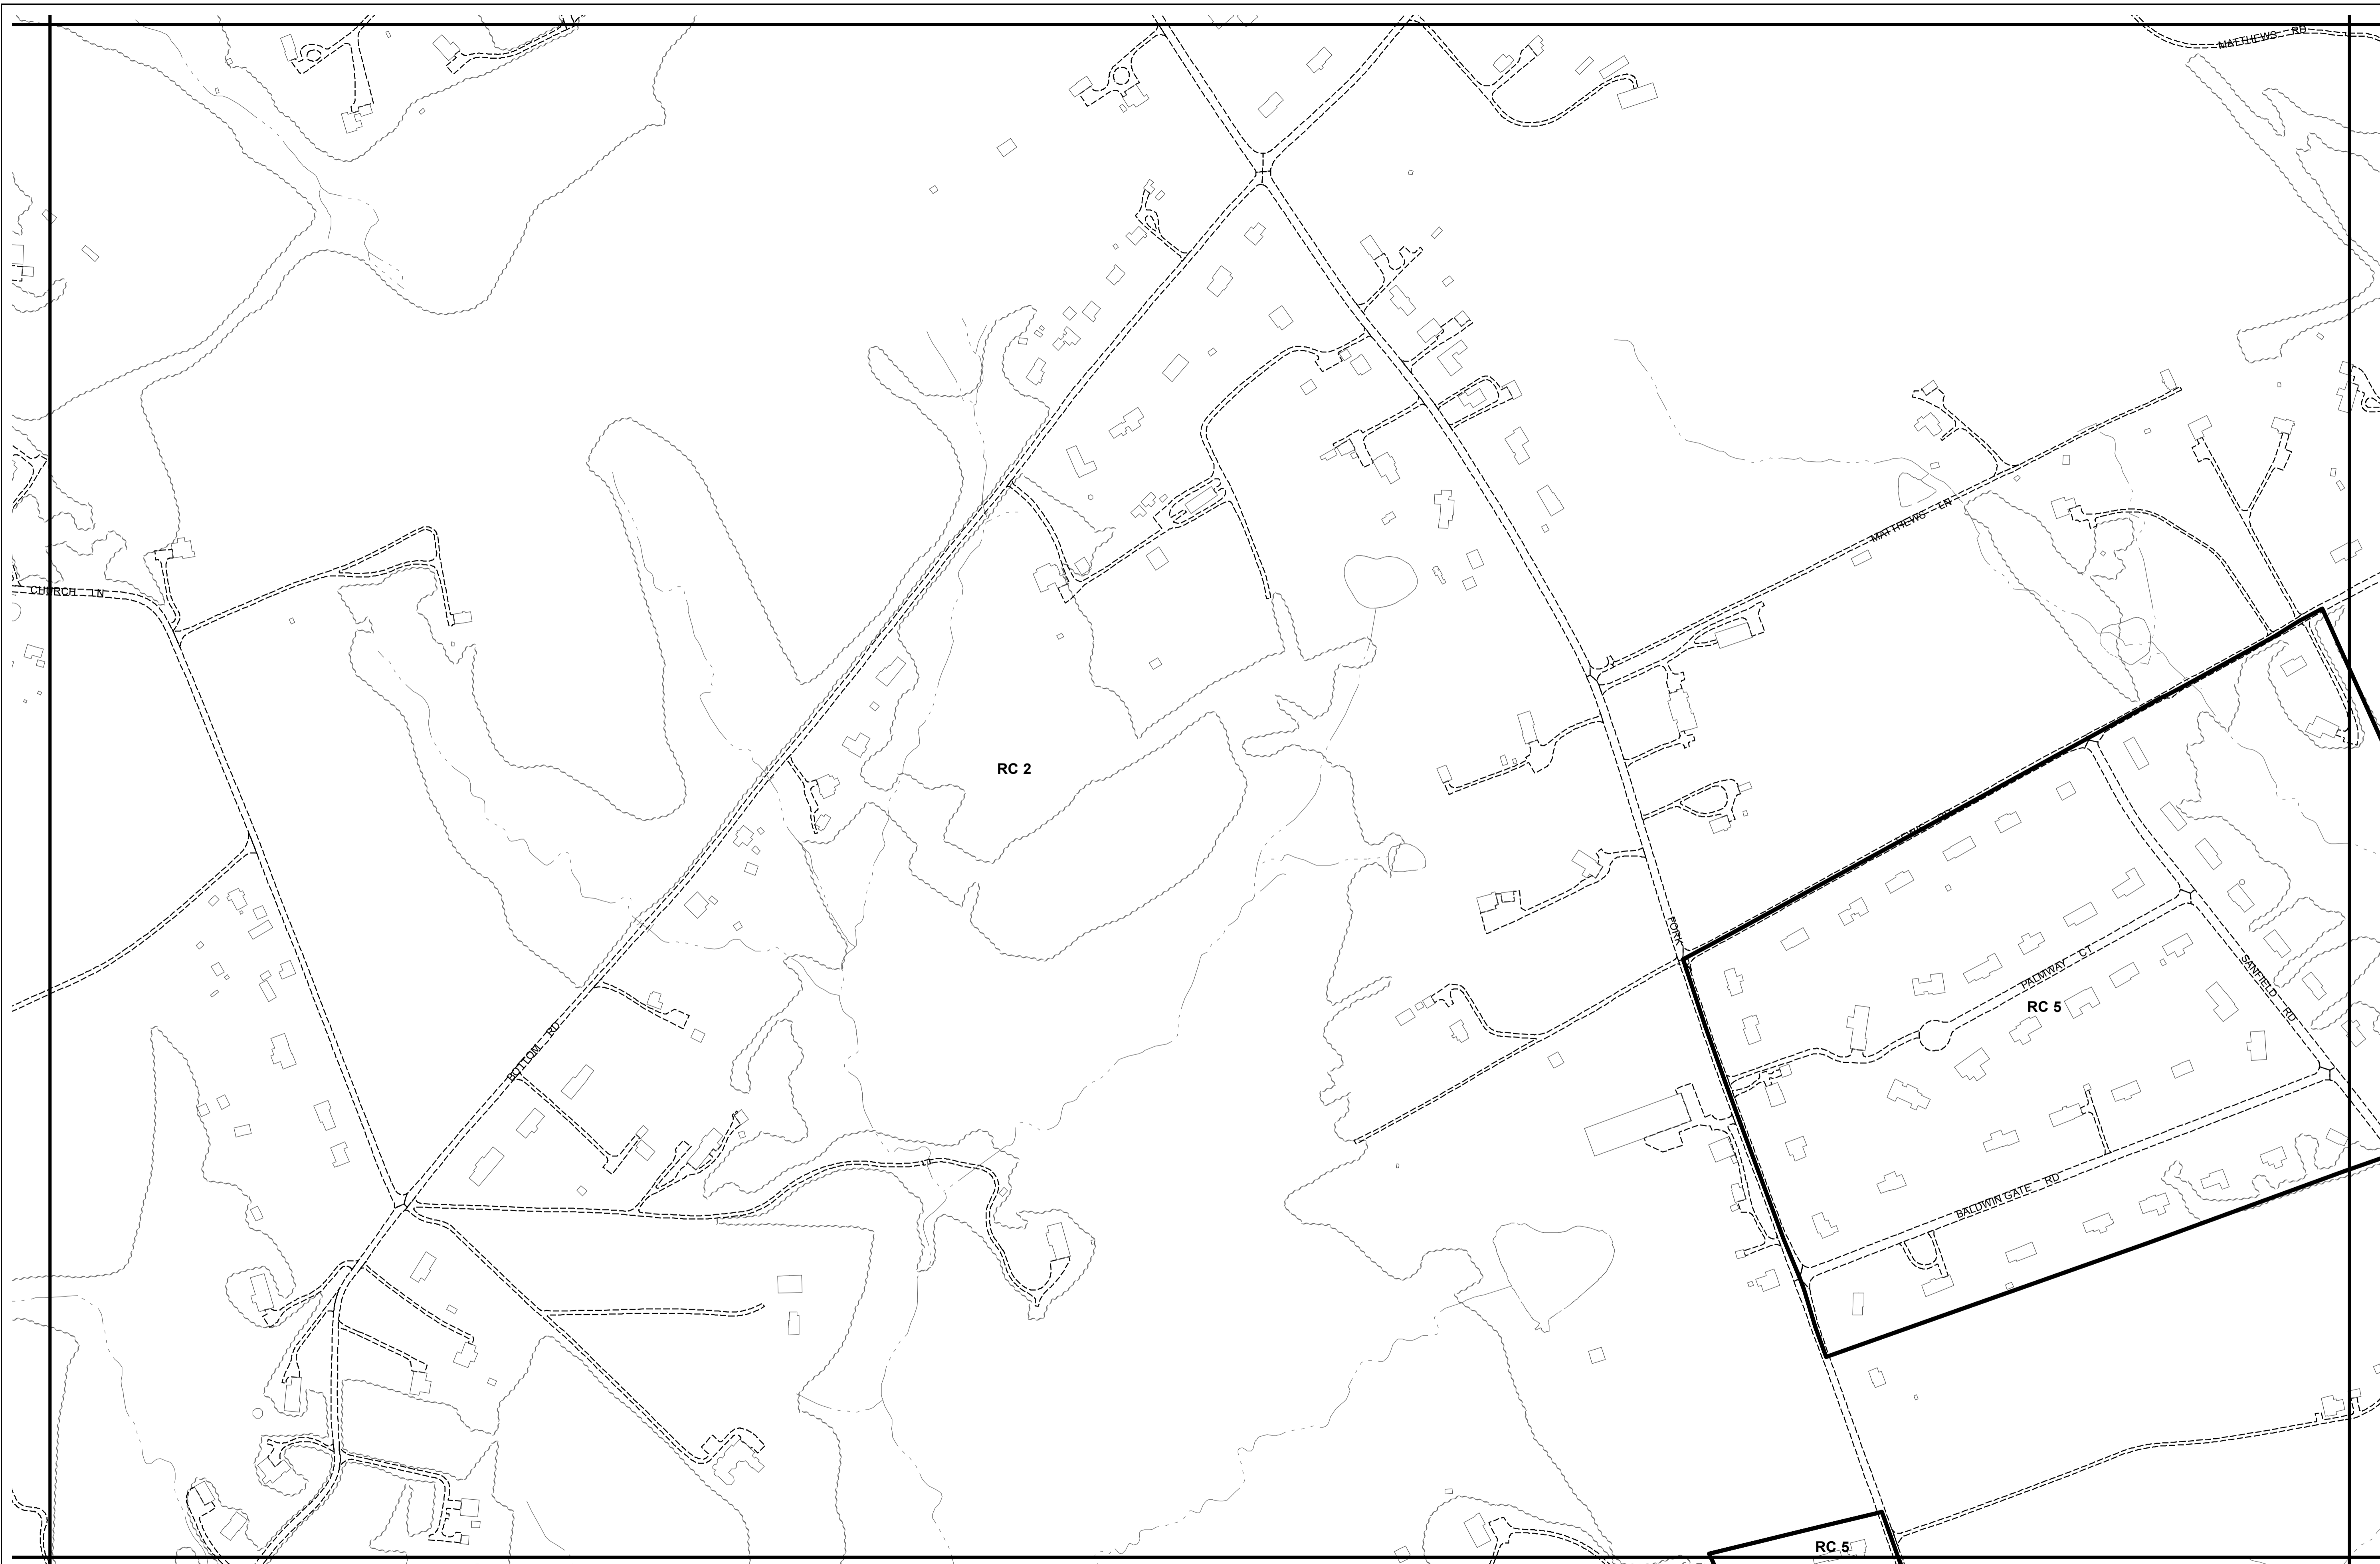 MATTHEWS RD
MATTHEWS LN
CHURCH LN
RC 2
FORK
PALMWAY CT
SANFIELD RD
RC 5
BOTTOM RD
BALDWIN GATE RD
RC 5